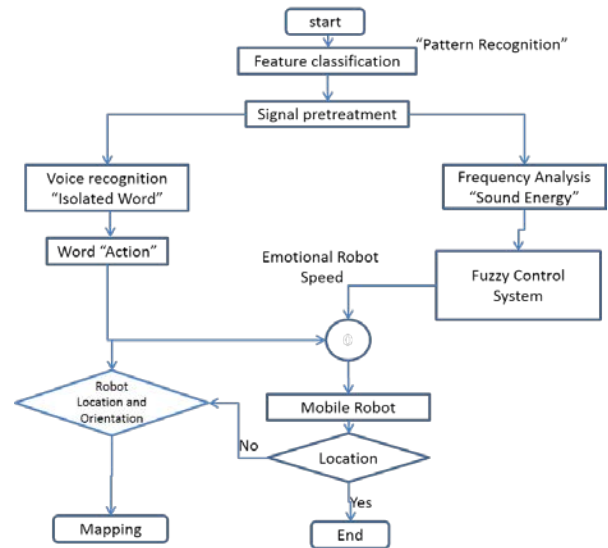 start
“Pattern Recognition”
Feature classification
Signal pretreatment
Voice recognition
“Isolated Word”
Frequency Analysis
“Sound Energy”
Word “Action”
Emotional Robot
Speed
Fuzzy Control
System
Robot
Location and
Orientation
Mobile Robot
No
Location
Yes
Mapping
End